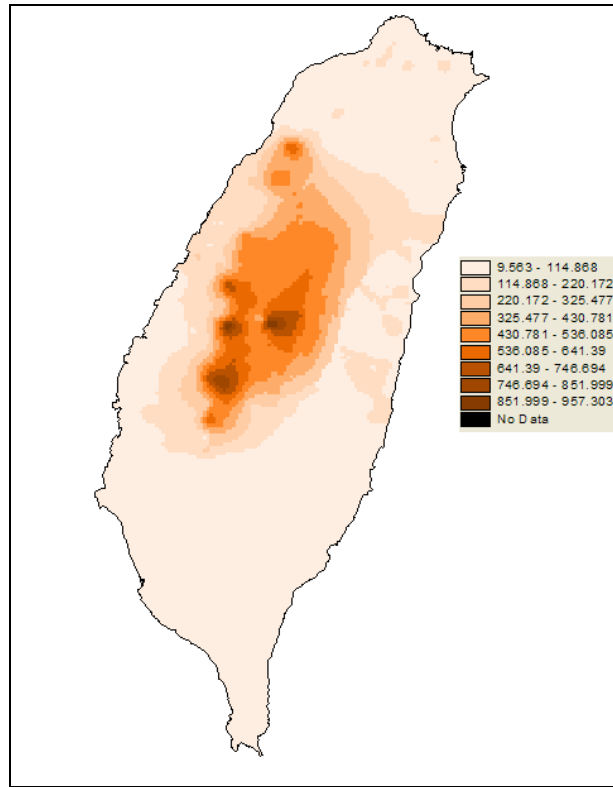 9.563 - 114.868
114.868 - 220.172
220.172 - 325.477
325.477 - 430.781
430.781 - 536.085
536.085 - 641.39
641.39 - 746.694
746.694 - 851.999
851.999 - 957.303
No Data